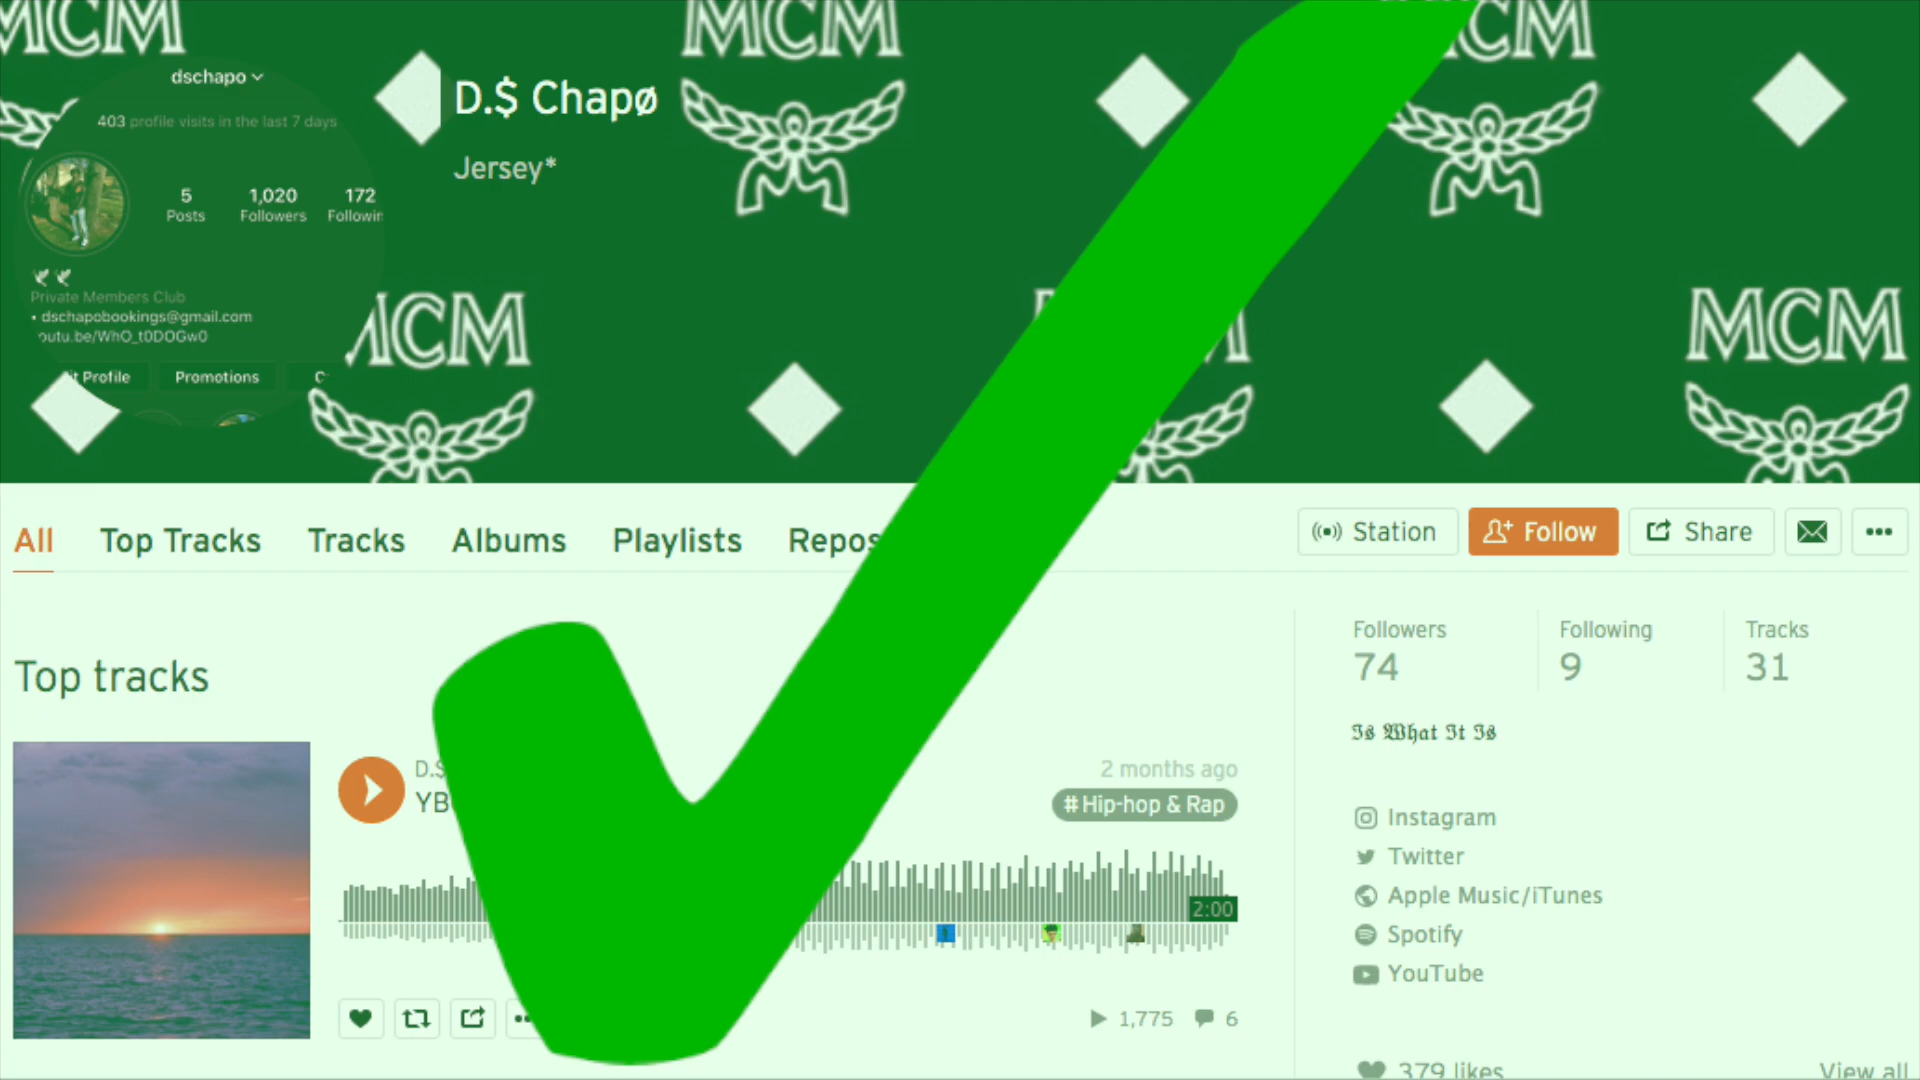 MCM
MCM
MCM
dschapo
403 profile visits in the last 7 days
5
1,020
172
Posts
Followers
Private Members Club
• dschapobookings@gmail.com
youtu.be/WhO_t0DOGw0
Promotions
D.$ Chapø
Jersey*
MCM
MCM
All
Top Tracks
Tracks
Albums
Playlists
Station
Follow
Share
Top tracks
2 months ago
# Hip-hop & Rap
2:00
1,775
6
Followers
Following
Tracks
74
9
31
Is What It Is
Instagram
Twitter
Apple Music/iTunes
Spotify
YouTube
379 likes
View all